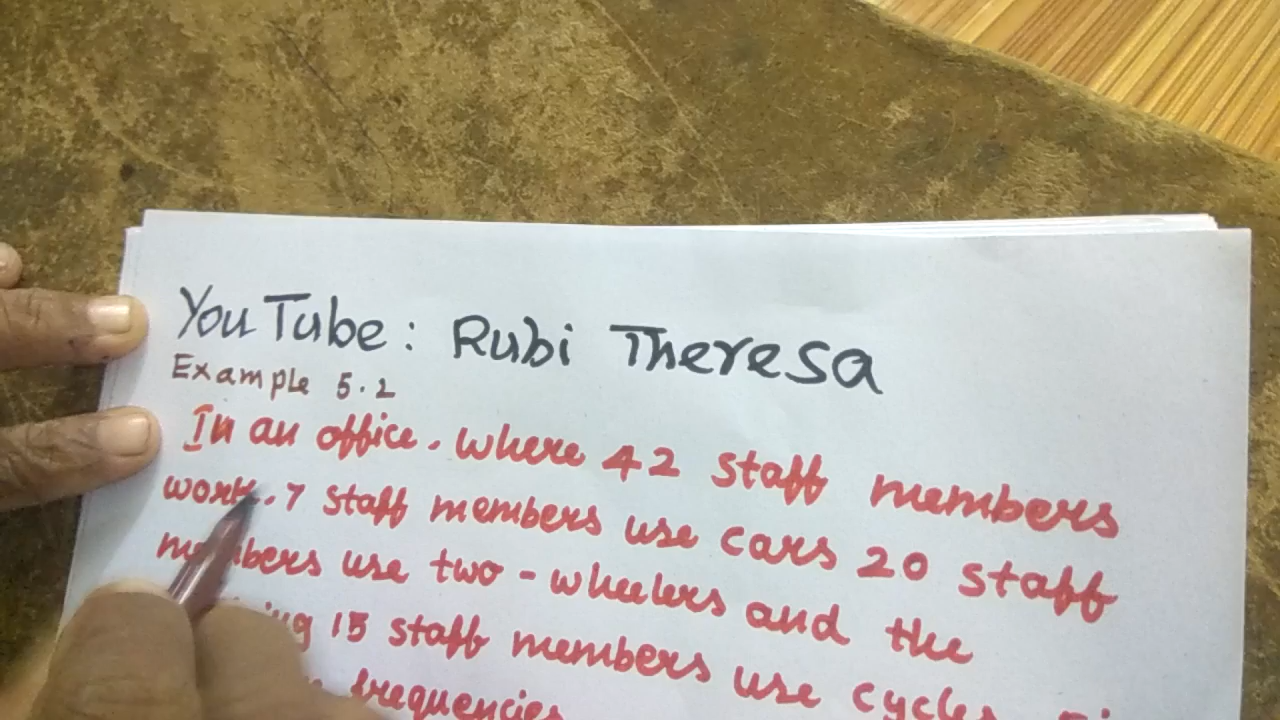 YouTube: Rubi Theresa
Example 5.2
In an office, where 42 staff members
work, 7 staff members use cars 20 staff
members use two-wheelers and the
15 staff members use cycles.
frequencies